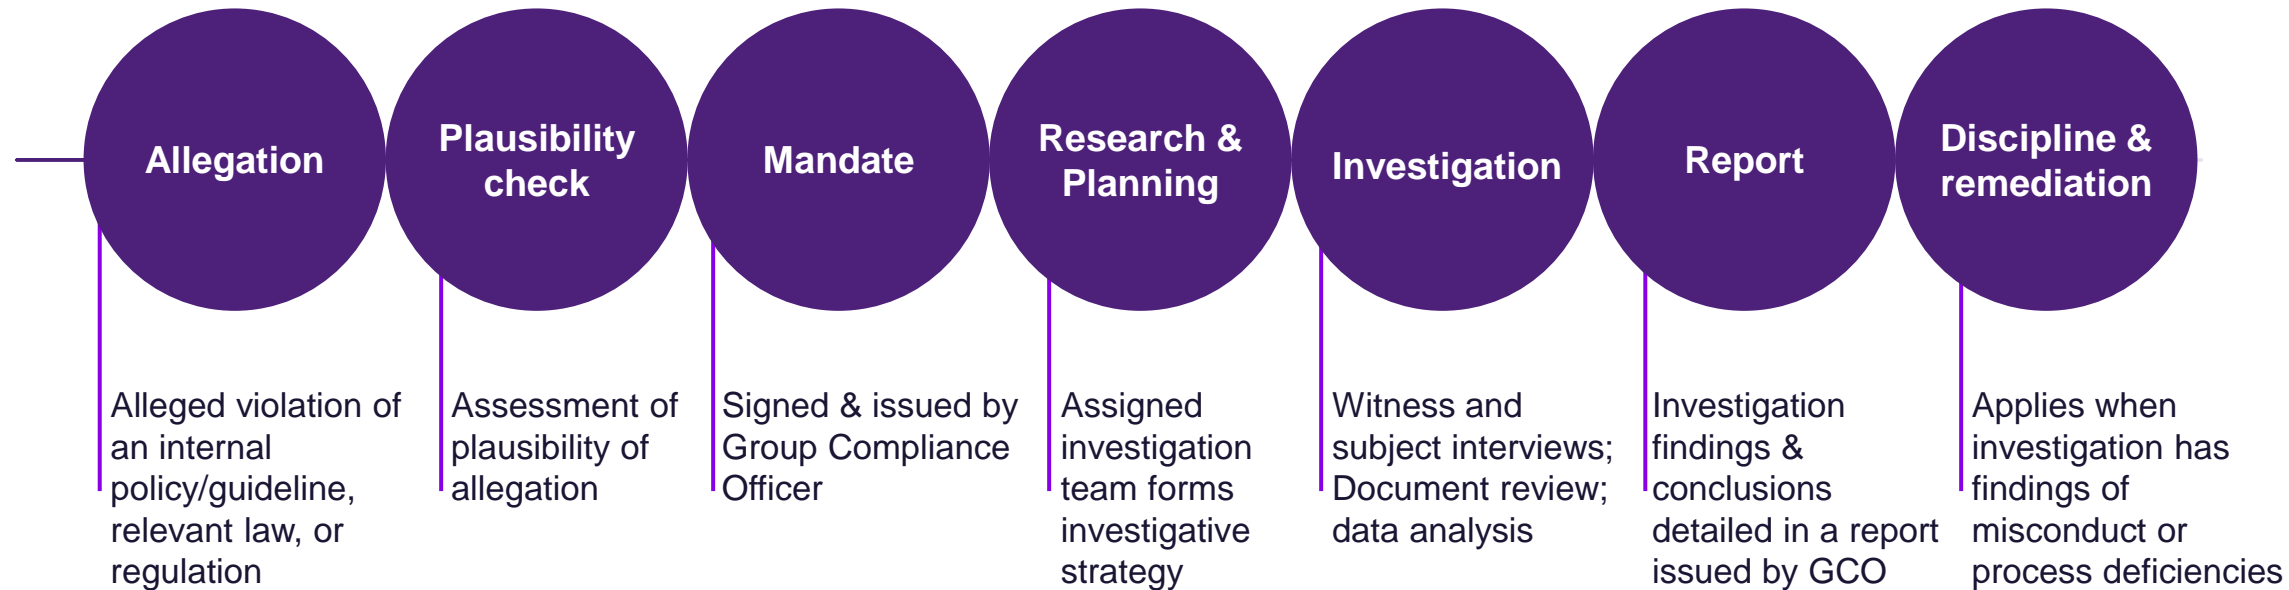 Allegation
Plausibility
check
Mandate
Research &
Planning
Investigation
Report
Discipline &
remediation
Alleged violation of
an internal
policy/guideline,
relevant law, or
regulation
Assessment of
plausibility of
allegation
Signed & issued by
Group Compliance
Officer
Assigned
investigation
team forms
investigative
strategy
Witness and
subject interviews;
Document review;
data analysis
Investigation
findings &
conclusions
detailed in a report
issued by GCO
Applies when
investigation has
findings of
misconduct or
process deficiencies